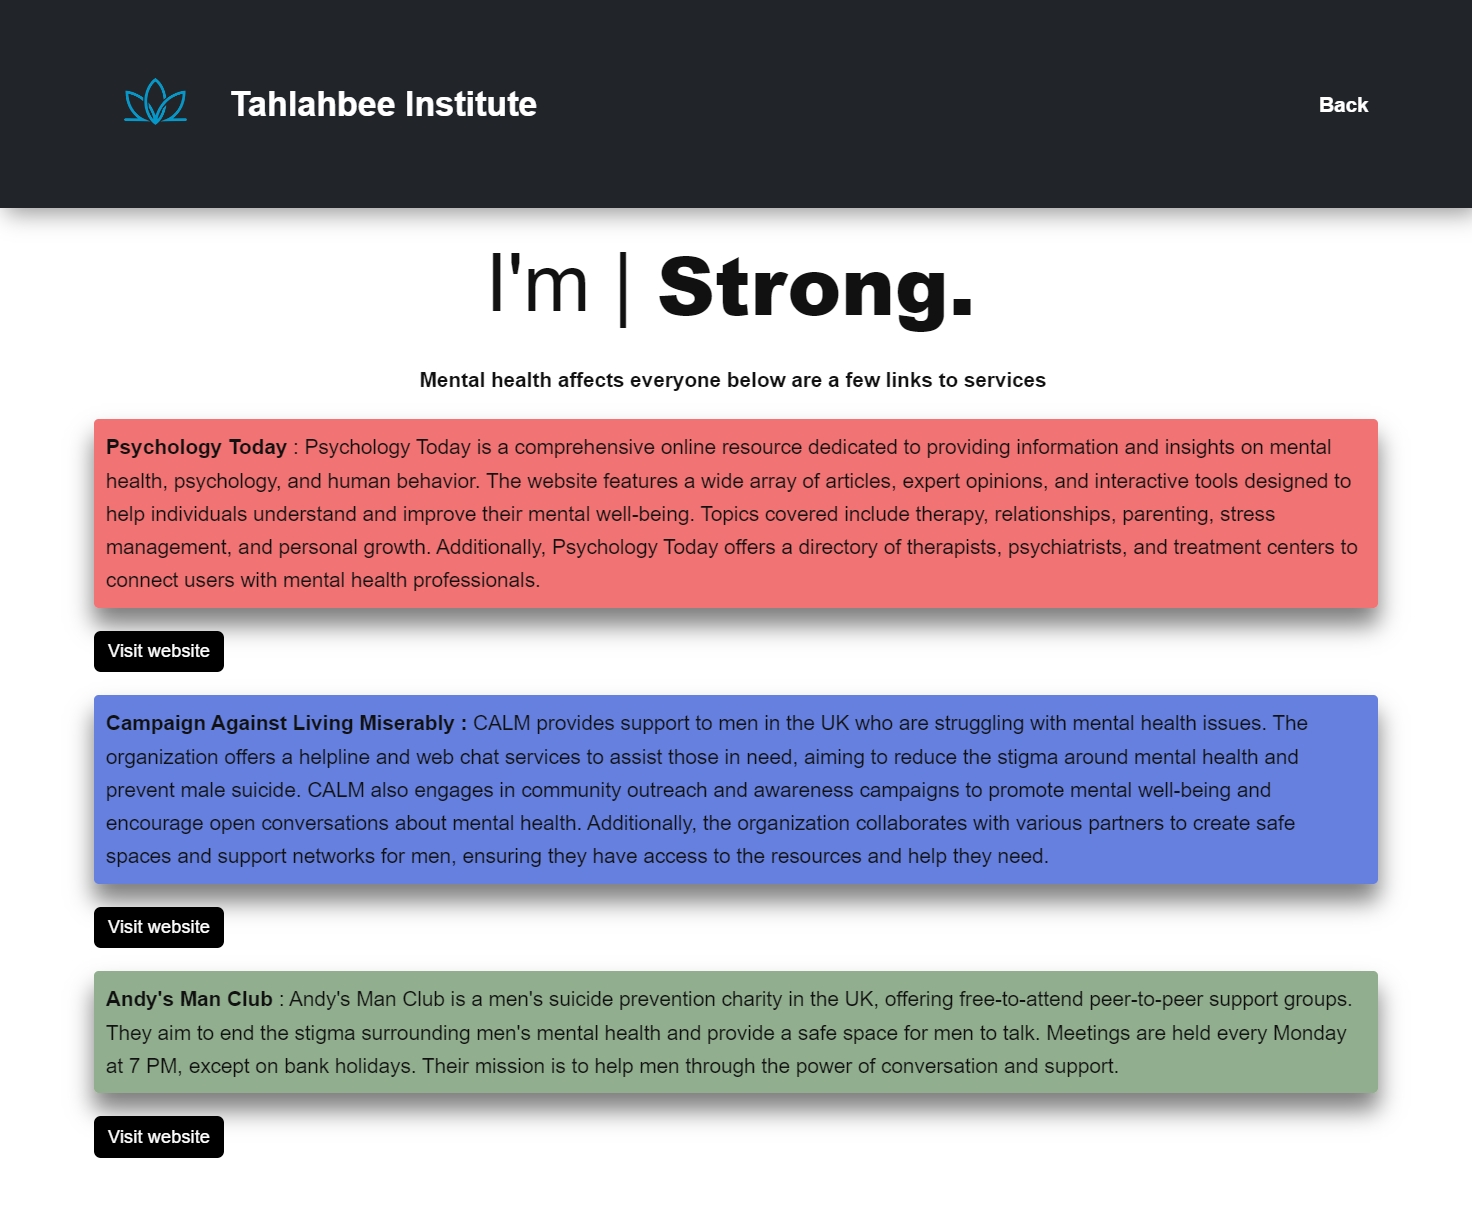 Tahlahbee Institute
Back
I'm | Strong.
Mental health affects everyone below are a few links to services
Psychology Today : Psychology Today is a comprehensive online resource dedicated to providing information and insights on mental
health, psychology, and human behavior. The website features a wide array of articles, expert opinions, and interactive tools designed to
help individuals understand and improve their mental well-being. Topics covered include therapy, relationships, parenting, stress
management, and personal growth. Additionally, Psychology Today offers a directory of therapists, psychiatrists, and treatment centers to
connect users with mental health professionals.
Visit website
Campaign Against Living Miserably : CALM provides support to men in the UK who are struggling with mental health issues. The
organization offers a helpline and web chat services to assist those in need, aiming to reduce the stigma around mental health and
prevent male suicide. CALM also engages in community outreach and awareness campaigns to promote mental well-being and
encourage open conversations about mental health. Additionally, the organization collaborates with various partners to create safe
spaces and support networks for men, ensuring they have access to the resources and help they need.
Visit website
Andy's Man Club : Andy's Man Club is a men's suicide prevention charity in the UK, offering free-to-attend peer-to-peer support groups.
They aim to end the stigma surrounding men's mental health and provide a safe space for men to talk. Meetings are held every Monday
at 7 PM, except on bank holidays. Their mission is to help men through the power of conversation and support.
Visit website